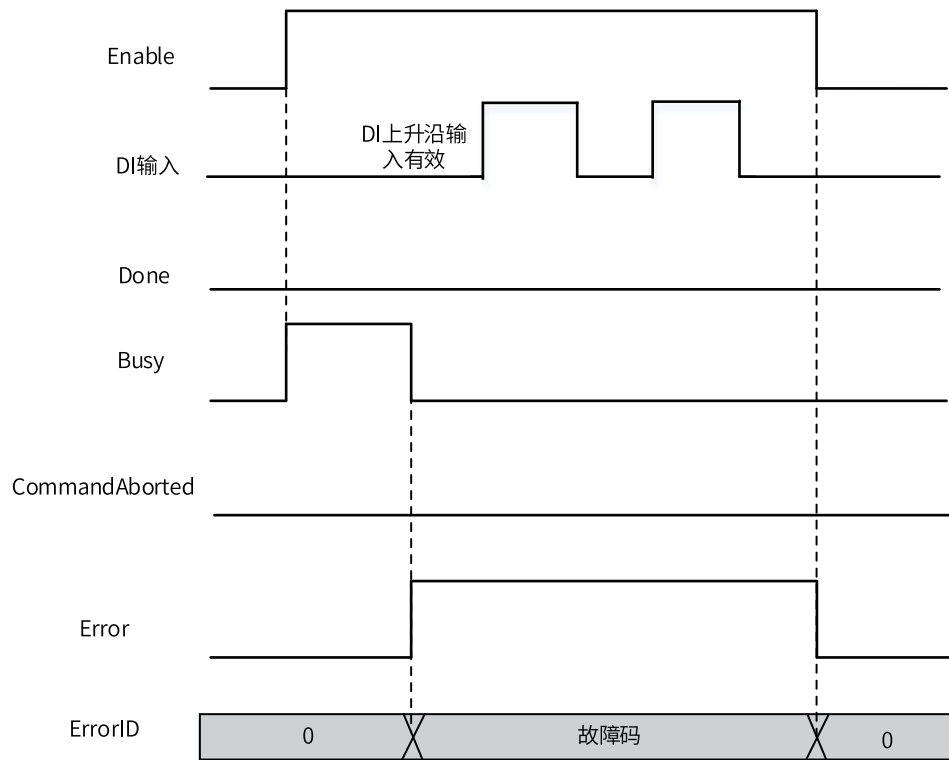 Enable
DI上升沿输
入有效
DI输入
Done
Busy
CommandAborted
Error
ErrorID
0
故障码
0